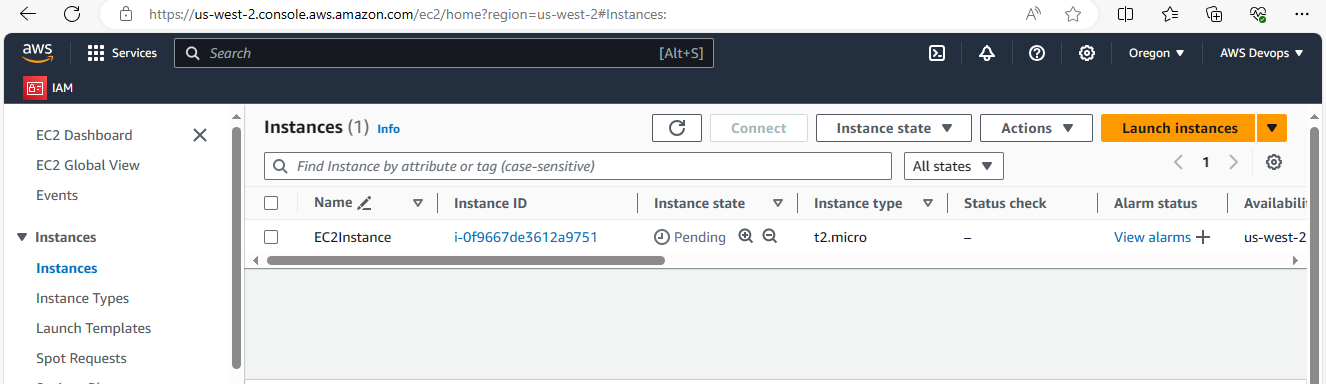 https://us-west-2.console.aws.amazon.com/ec2/home?region=us-west-2#Instances:
aws Services Search [Alt+S] Oregon AWS Devops
IAM
EC2 Dashboard
EC2 Global View
Events
Instances
Instances
Instance Types
Launch Templates
Spot Requests
Instances (1) Info Connect Instance state Actions Launch instances
Find Instance by attribute or tag (case-sensitive) All states 1
Name Instance ID Instance state Instance type Status check Alarm status Availabili
EC2Instance i-0f9667de3612a9751 Pending t2.micro – View alarms + us-west-2